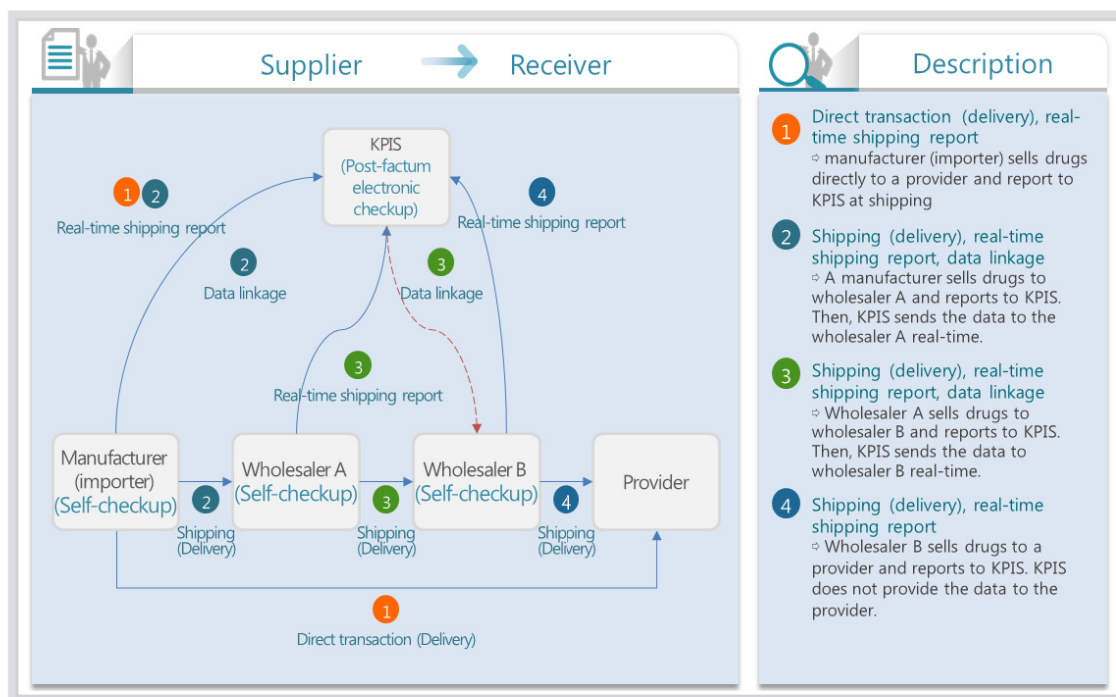 Supplier
Receiver
KPIS
(Post-factum
electronic
checkup)
1
2
Real-time shipping report
2
Data linkage
3
Data linkage
4
Real-time shipping report
3
Real-time shipping report
Manufacturer
(importer)
(Self-checkup)
2
Shipping
(Delivery)
Wholesaler A
(Self-checkup)
3
Shipping
(Delivery)
Wholesaler B
(Self-checkup)
4
Shipping
(Delivery)
Provider
1
Direct transaction (Delivery)
Description
1
Direct transaction (delivery), real-
time shipping report
⇨ manufacturer (importer) sells drugs
directly to a provider and report to
KPIS at shipping
2
Shipping (delivery), real-time
shipping report, data linkage
⇨ A manufacturer sells drugs to
wholesaler A and reports to KPIS.
Then, KPIS sends the data to the
wholesaler A real-time.
3
Shipping (delivery), real-time
shipping report, data linkage
⇨ Wholesaler A sells drugs to
wholesaler B and reports to KPIS.
Then, KPIS sends the data to
wholesaler B real-time.
4
Shipping (delivery), real-time
shipping report
⇨ Wholesaler B sells drugs to a
provider and reports to KPIS. KPIS
does not provide the data to the
provider.